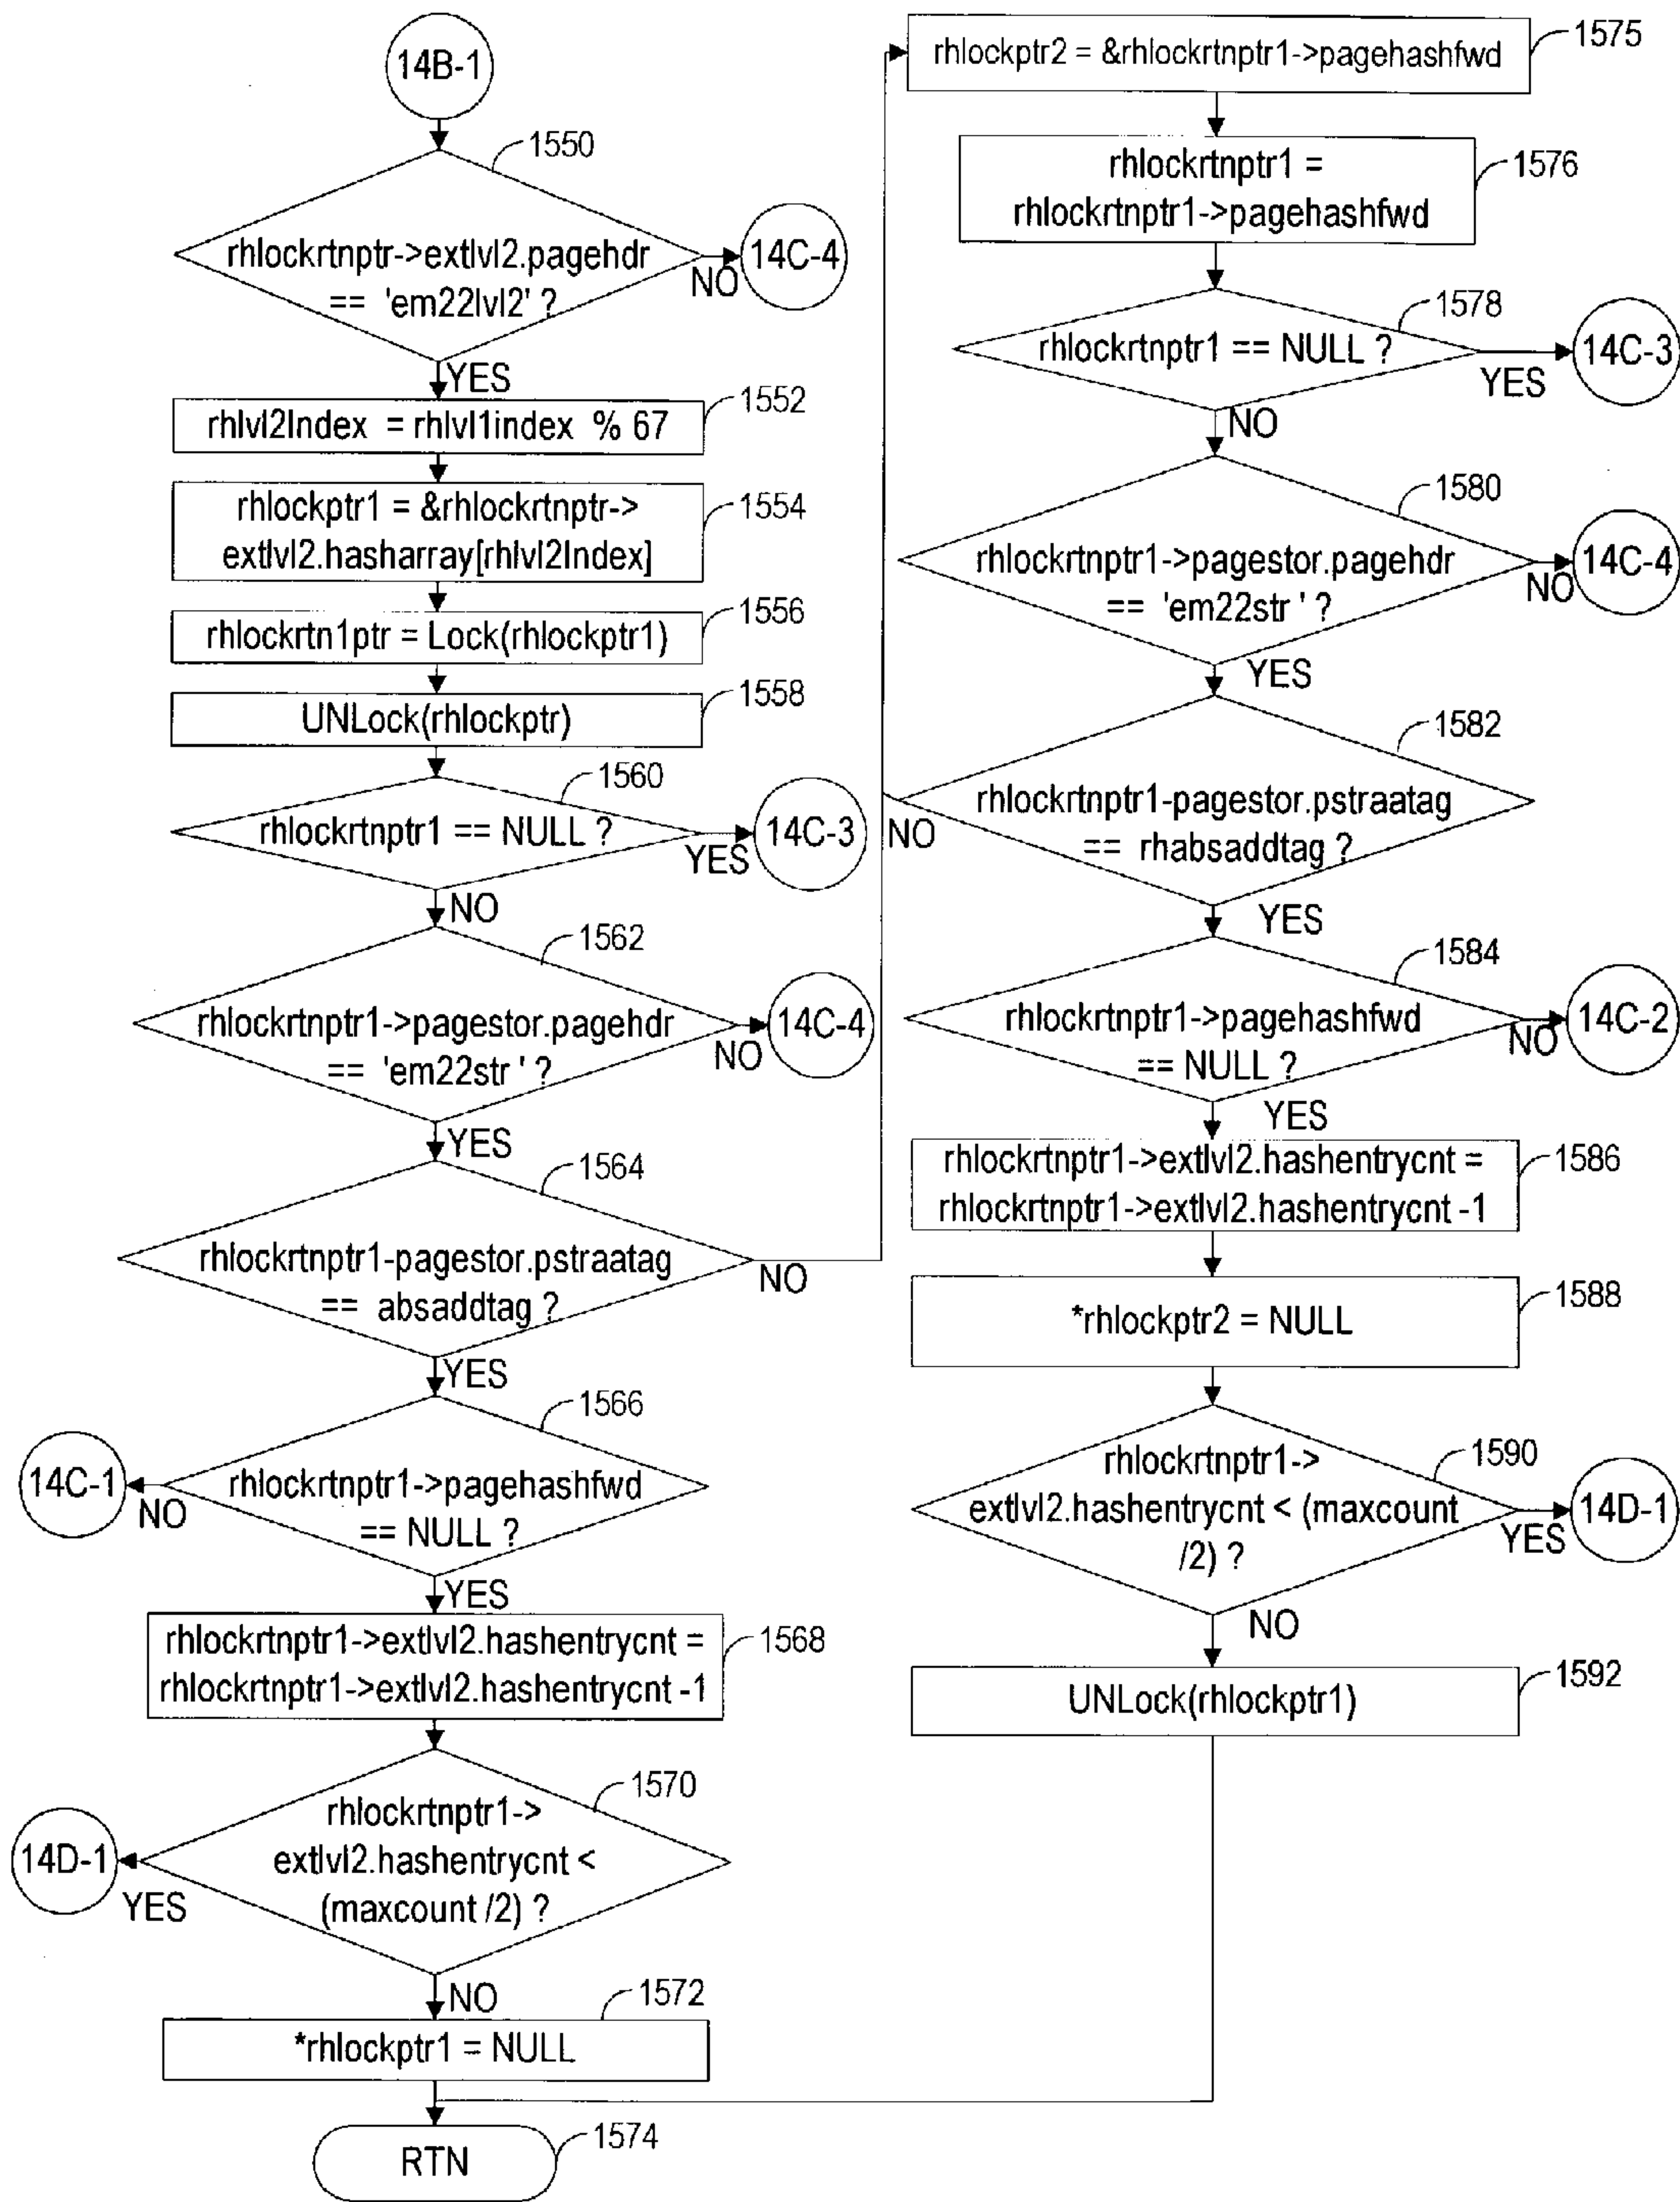 14B-1
1550
rhlockrtnptr->extlvl2.pagehdr
== 'em22lvl2' ?
NO
14C-4
YES
1552
rhlvl2Index = rhlvl1index % 67
1554
rhlockptr1 = &rhlockrtnptr->
extlvl2.hasharray[rhlvl2Index]
1556
rhlockrtn1ptr = Lock(rhlockptr1)
1558
UNLock(rhlockptr)
1560
rhlockrtnptr1 == NULL ?
YES
14C-3
NO
1562
rhlockrtnptr1->pagestor.pagehdr
== 'em22str ' ?
NO
14C-4
YES
1564
rhlockrtnptr1-pagestor.pstraatag
== absaddtag ?
NO
YES
1566
rhlockrtnptr1->pagehashfwd
== NULL ?
NO
14C-1
YES
1568
rhlockrtnptr1->extlvl2.hashentrycnt =
rhlockrtnptr1->extlvl2.hashentrycnt -1
1570
rhlockrtnptr1->
extlvl2.hashentrycnt <
(maxcount /2) ?
14D-1
YES
NO
1572
*rhlockptr1 = NULL
RTN
1574
rhlockptr2 = &rhlockrtnptr1->pagehashfwd
1575
rhlockrtnptr1 =
rhlockrtnptr1->pagehashfwd
1576
1578
rhlockrtnptr1 == NULL ?
YES
14C-3
NO
1580
rhlockrtnptr1->pagestor.pagehdr
== 'em22str ' ?
NO
14C-4
YES
1582
rhlockrtnptr1-pagestor.pstraatag
== rhabsaddtag ?
NO
YES
1584
rhlockrtnptr1->pagehashfwd
== NULL ?
NO
14C-2
YES
1586
rhlockrtnptr1->extlvl2.hashentrycnt =
rhlockrtnptr1->extlvl2.hashentrycnt -1
1588
*rhlockptr2 = NULL
1590
rhlockrtnptr1->
extlvl2.hashentrycnt < (maxcount
/2) ?
YES
14D-1
NO
1592
UNLock(rhlockptr1)